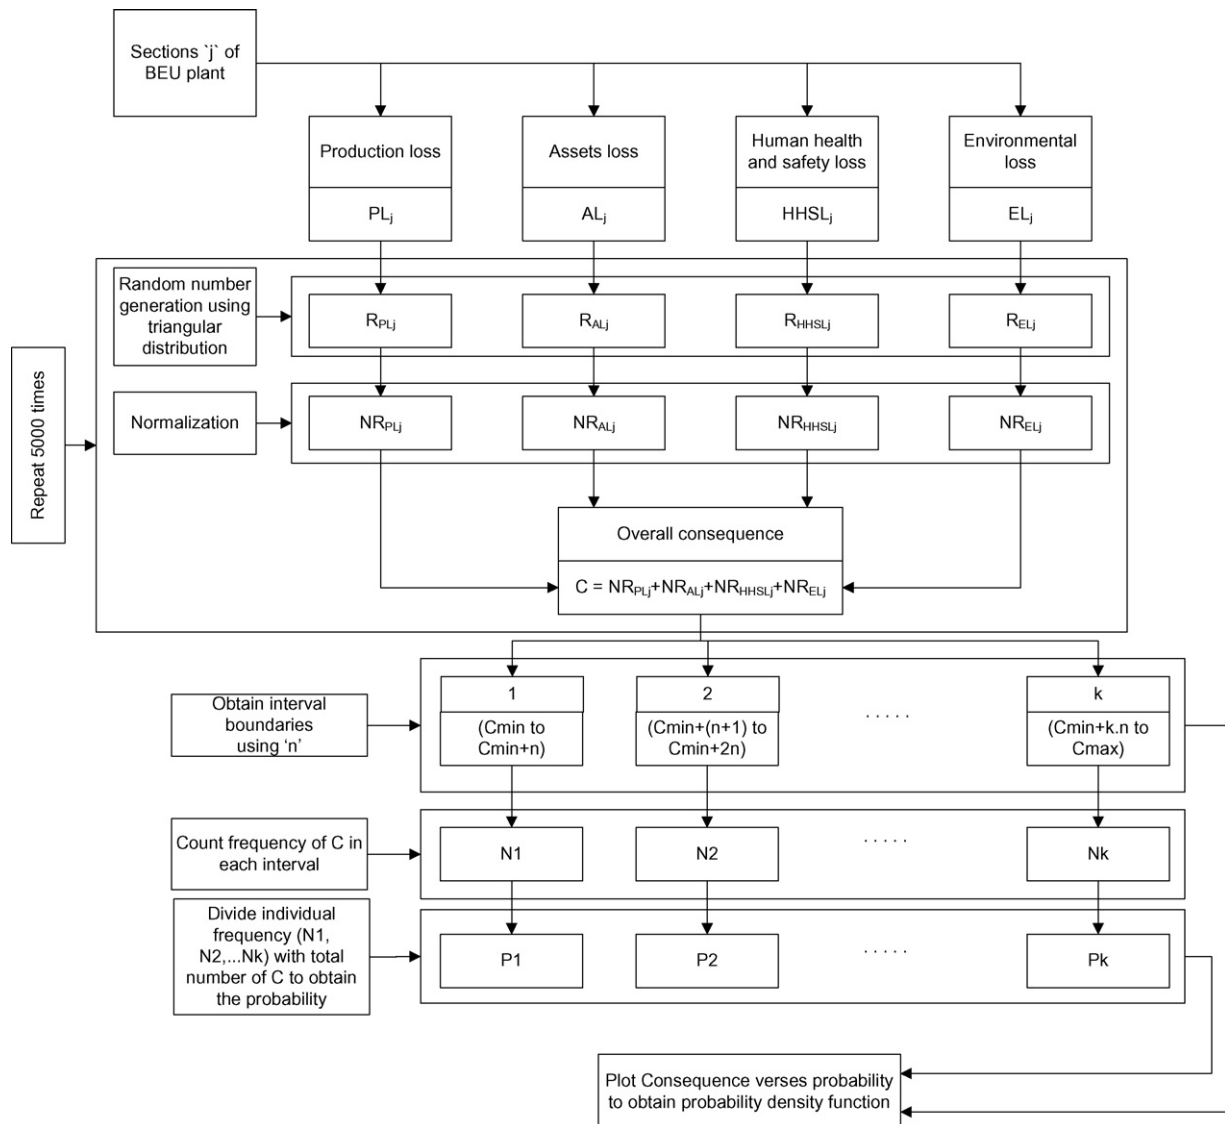 Sections `j` of
BEU plant
Production loss
Assets loss
Human health
and safety loss
Environmental
loss
PLj
ALj
HHSLj
ELj
Random number
generation using
triangular
distribution
RPLj
RALj
RHHSLj
RELj
Repeat 5000 times
Normalization
NRPLj
NRALj
NRHHSLj
NRELj
Overall consequence
C = NRPLj+NRALj+NRHHSLj+NRELj
Obtain interval
boundaries
using ‘n’
1
2
k
(Cmin to
Cmin+n)
(Cmin+(n+1) to
Cmin+2n)
. . . . .
(Cmin+k.n to
Cmax)
Count frequency of C in
each interval
N1
N2
. . . . .
Nk
Divide individual
frequency (N1,
N2,...Nk) with total
number of C to obtain
the probability
P1
P2
. . . . .
Pk
Plot Consequence verses probability
to obtain probability density function